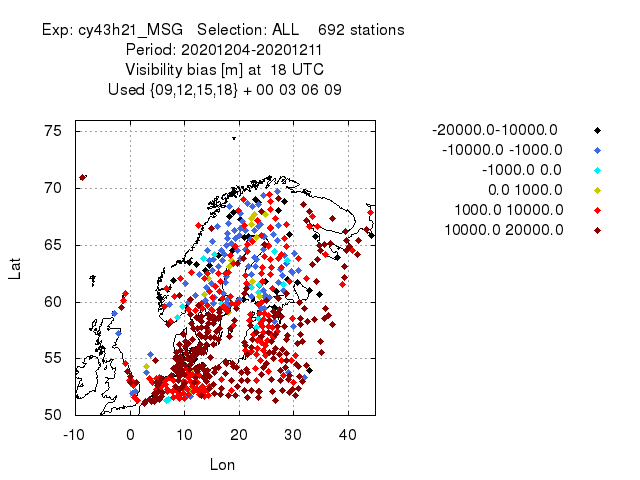 Exp: cy43h21_MSG Selection: ALL 692 stations
Period: 20201204-20201211
Visibility bias [m] at 18 UTC
Used {09,12,15,18} + 00 03 06 09
75
70
65
60
55
50
Lat
-10 0 10 20 30 40
Lon
-20000.0-10000.0
-10000.0 -1000.0
-1000.0 0.0
0.0 1000.0
1000.0 10000.0
10000.0 20000.0